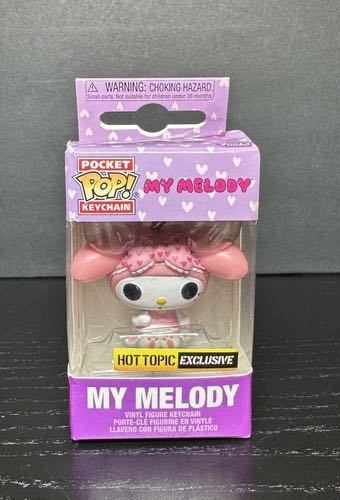 WARNING: CHOKING HAZARD.
Small parts. Not suitable for children under 36 months.
Funko
POCKET
POP!
KEYCHAIN
MY MELODY
HOT TOPIC EXCLUSIVE
MY MELODY
VINYL FIGURE KEYCHAIN
PORTE-CLÉ FIGURINE EN VINYLE
LLAVERO CON FIGURA DE PLÁSTICO